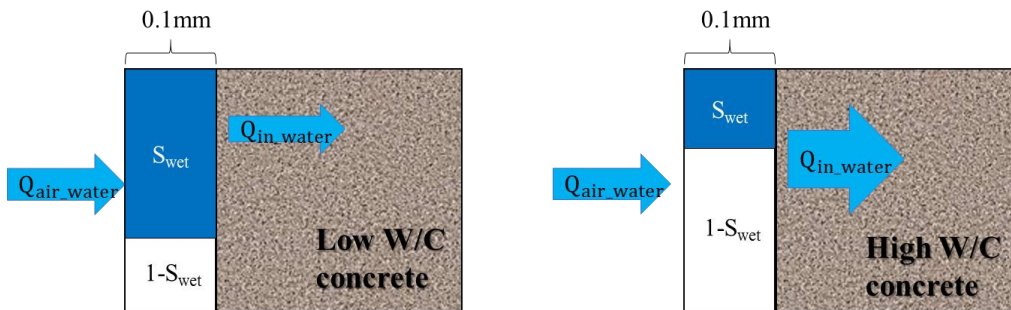 0.1mm
S_wet
Q_in_water
Q_air_water
1-S_wet
Low W/C
concrete
0.1mm
S_wet
Q_in_water
Q_air_water
1-S_wet
High W/C
concrete